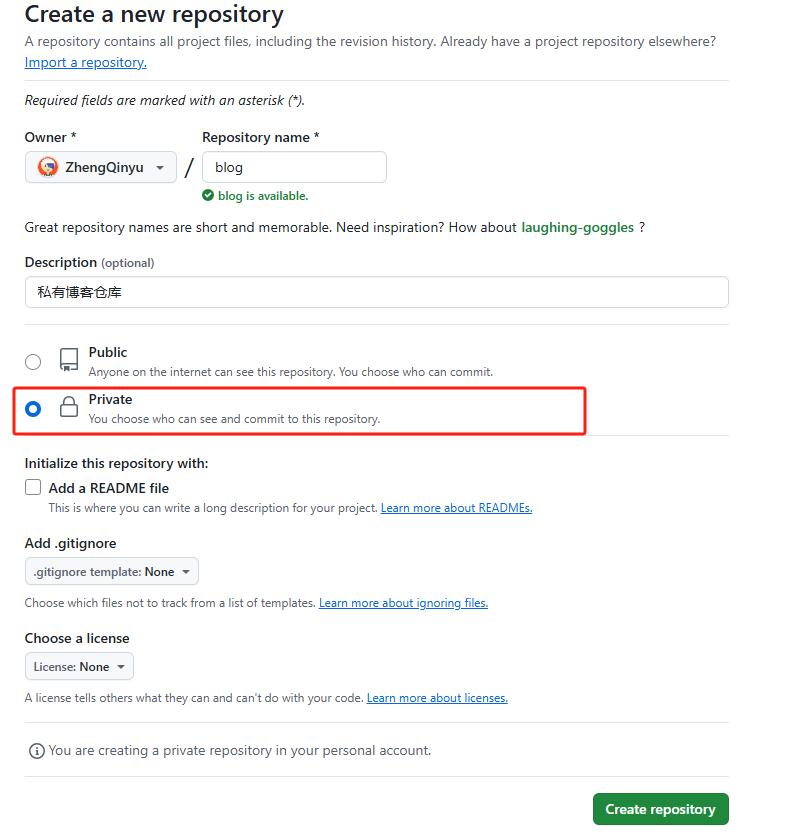 Create a new repository
A repository contains all project files, including the revision history. Already have a project repository elsewhere?
Import a repository.
Required fields are marked with an asterisk (*).
Owner * Repository name *
ZhengQinyu / blog
blog is available.
Great repository names are short and memorable. Need inspiration? How about laughing-goggles ?
Description (optional)
私有博客仓库
Public
Anyone on the internet can see this repository. You choose who can commit.
Private
You choose who can see and commit to this repository.
Initialize this repository with:
Add a README file
This is where you can write a long description for your project. Learn more about READMEs.
Add .gitignore
.gitignore template: None
Choose which files not to track from a list of templates. Learn more about ignoring files.
Choose a license
License: None
A license tells others what they can and can't do with your code. Learn more about licenses.
You are creating a private repository in your personal account.
Create repository